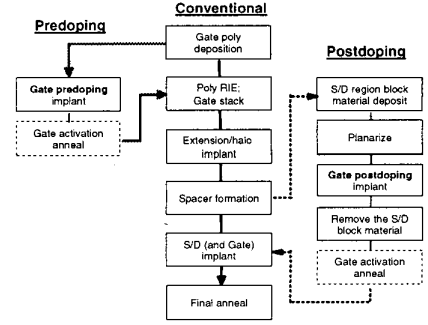 Conventional
Predoping
Postdoping
Gate poly
deposition
Gate predoping
implant
Gate activation
anneal
Poly RIE;
Gate stack
Extension/halo
implant
Spacer formation
S/D (and Gate)
implant
Final anneal
S/D region block
material deposit
Planarize
Gate postdoping
implant
Remove the S/D
block material
Gate activation
anneal